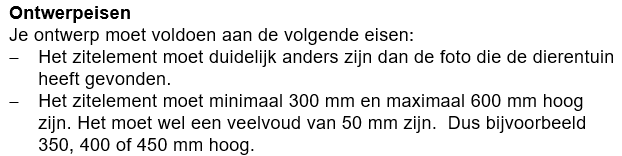 Ontwerpeisen
Je ontwerp moet voldoen aan de volgende eisen:
– Het zitelement moet duidelijk anders zijn dan de foto die de dierentuin
heeft gevonden.
– Het zitelement moet minimaal 300 mm en maximaal 600 mm hoog
zijn. Het moet wel een veelvoud van 50 mm zijn.  Dus bijvoorbeeld
350, 400 of 450 mm hoog.